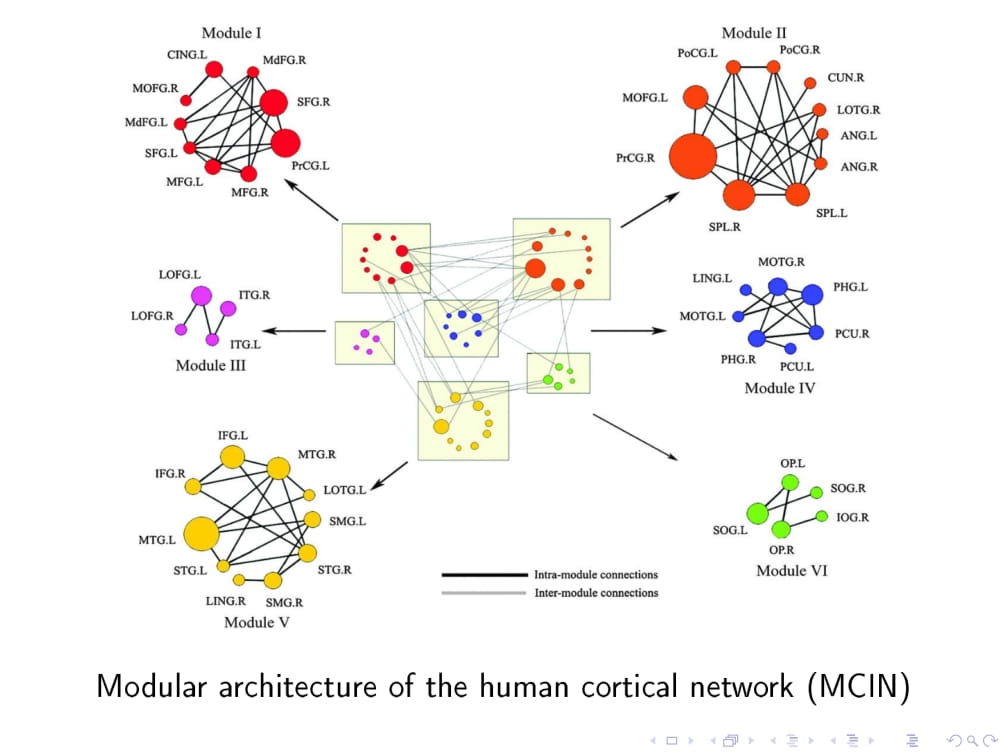 Module I
CING.L
MdFG.R
MOFG.R
SFG.R
MdFG.L
SFG.L
PrCG.L
MFG.L
MFG.R
Module II
PoCG.L
PoCG.R
CUN.R
MOFG.L
LOTG.R
ANG.L
PrCG.R
ANG.R
SPL.L
SPL.R
LOFG.L
ITG.R
LOFG.R
ITG.L
Module III
MOTG.R
LING.L
PHG.L
MOTG.L
PCU.R
PHG.R
PCU.L
Module IV
IFG.L
MTG.R
IFG.R
LOTG.L
SMG.L
MTG.L
STG.L
STG.R
LING.R
SMG.R
Module V
OP.L
SOG.R
SOG.L
IOG.R
OP.R
Module VI
Intra-module connections
Inter-module connections
Modular architecture of the human cortical network (MCIN)